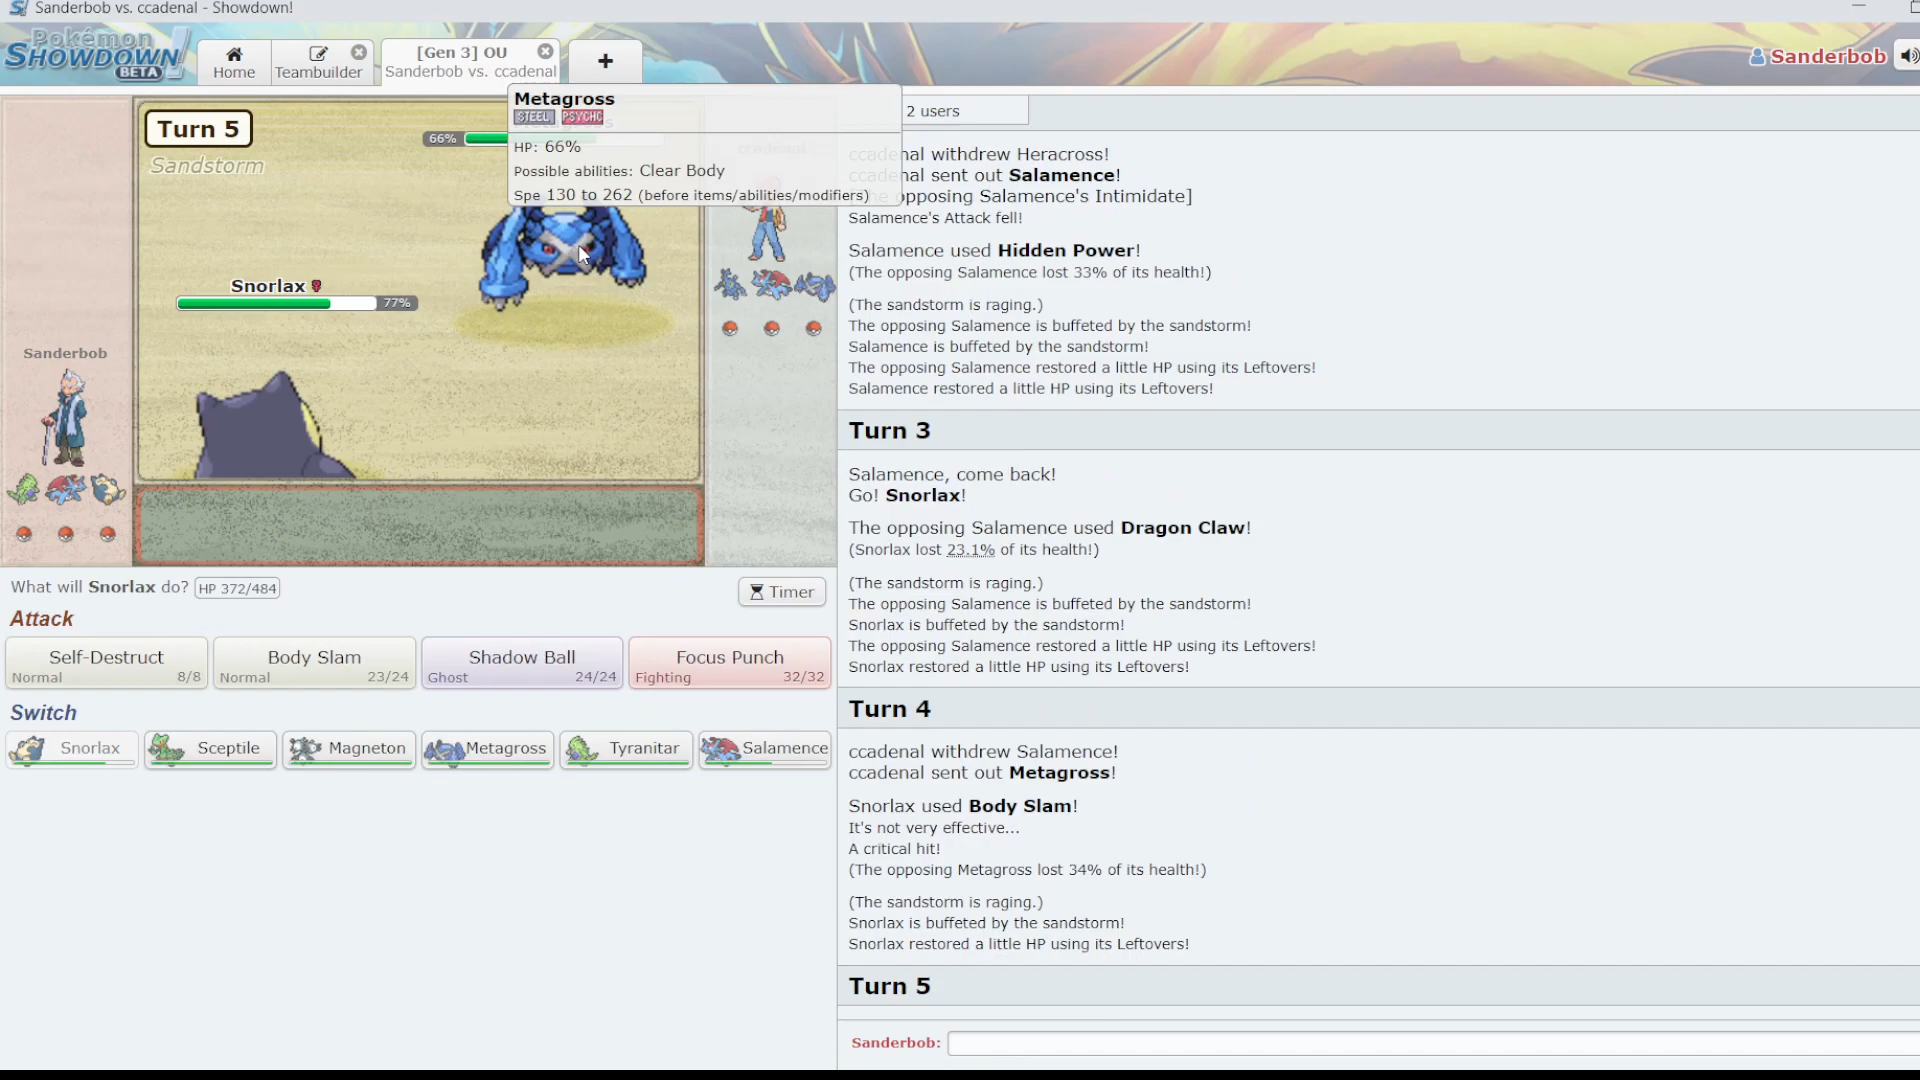 Sanderbob vs. ccadenal - Showdown!
Pokémon
SHOWDOWN!
BETA
Home
Teambuilder
[Gen 3] OU
Sanderbob vs. ccadenal
+
Sanderbob
Turn 5
Sandstorm
66%
Metagross
STEEL PSYCHC
HP: 66%
Possible abilities: Clear Body
Spe 130 to 262 (before items/abilities/modifiers)
Snorlax
77%
Sanderbob
What will Snorlax do? HP 372/484
Timer
Attack
Self-Destruct
Normal 8/8
Body Slam
Normal 23/24
Shadow Ball
Ghost 24/24
Focus Punch
Fighting 32/32
Switch
Snorlax
Sceptile
Magneton
Metagross
Tyranitar
Salamence
2 users
ccadenal withdrew Heracross!
ccadenal sent out Salamence!
opposing Salamence's Intimidate]
Salamence's Attack fell!
Salamence used Hidden Power!
(The opposing Salamence lost 33% of its health!)
(The sandstorm is raging.)
The opposing Salamence is buffeted by the sandstorm!
Salamence is buffeted by the sandstorm!
The opposing Salamence restored a little HP using its Leftovers!
Salamence restored a little HP using its Leftovers!
Turn 3
Salamence, come back!
Go! Snorlax!
The opposing Salamence used Dragon Claw!
(Snorlax lost 23.1% of its health!)
(The sandstorm is raging.)
The opposing Salamence is buffeted by the sandstorm!
Snorlax is buffeted by the sandstorm!
The opposing Salamence restored a little HP using its Leftovers!
Snorlax restored a little HP using its Leftovers!
Turn 4
ccadenal withdrew Salamence!
ccadenal sent out Metagross!
Snorlax used Body Slam!
It's not very effective...
A critical hit!
(The opposing Metagross lost 34% of its health!)
(The sandstorm is raging.)
Snorlax is buffeted by the sandstorm!
Snorlax restored a little HP using its Leftovers!
Turn 5
Sanderbob: